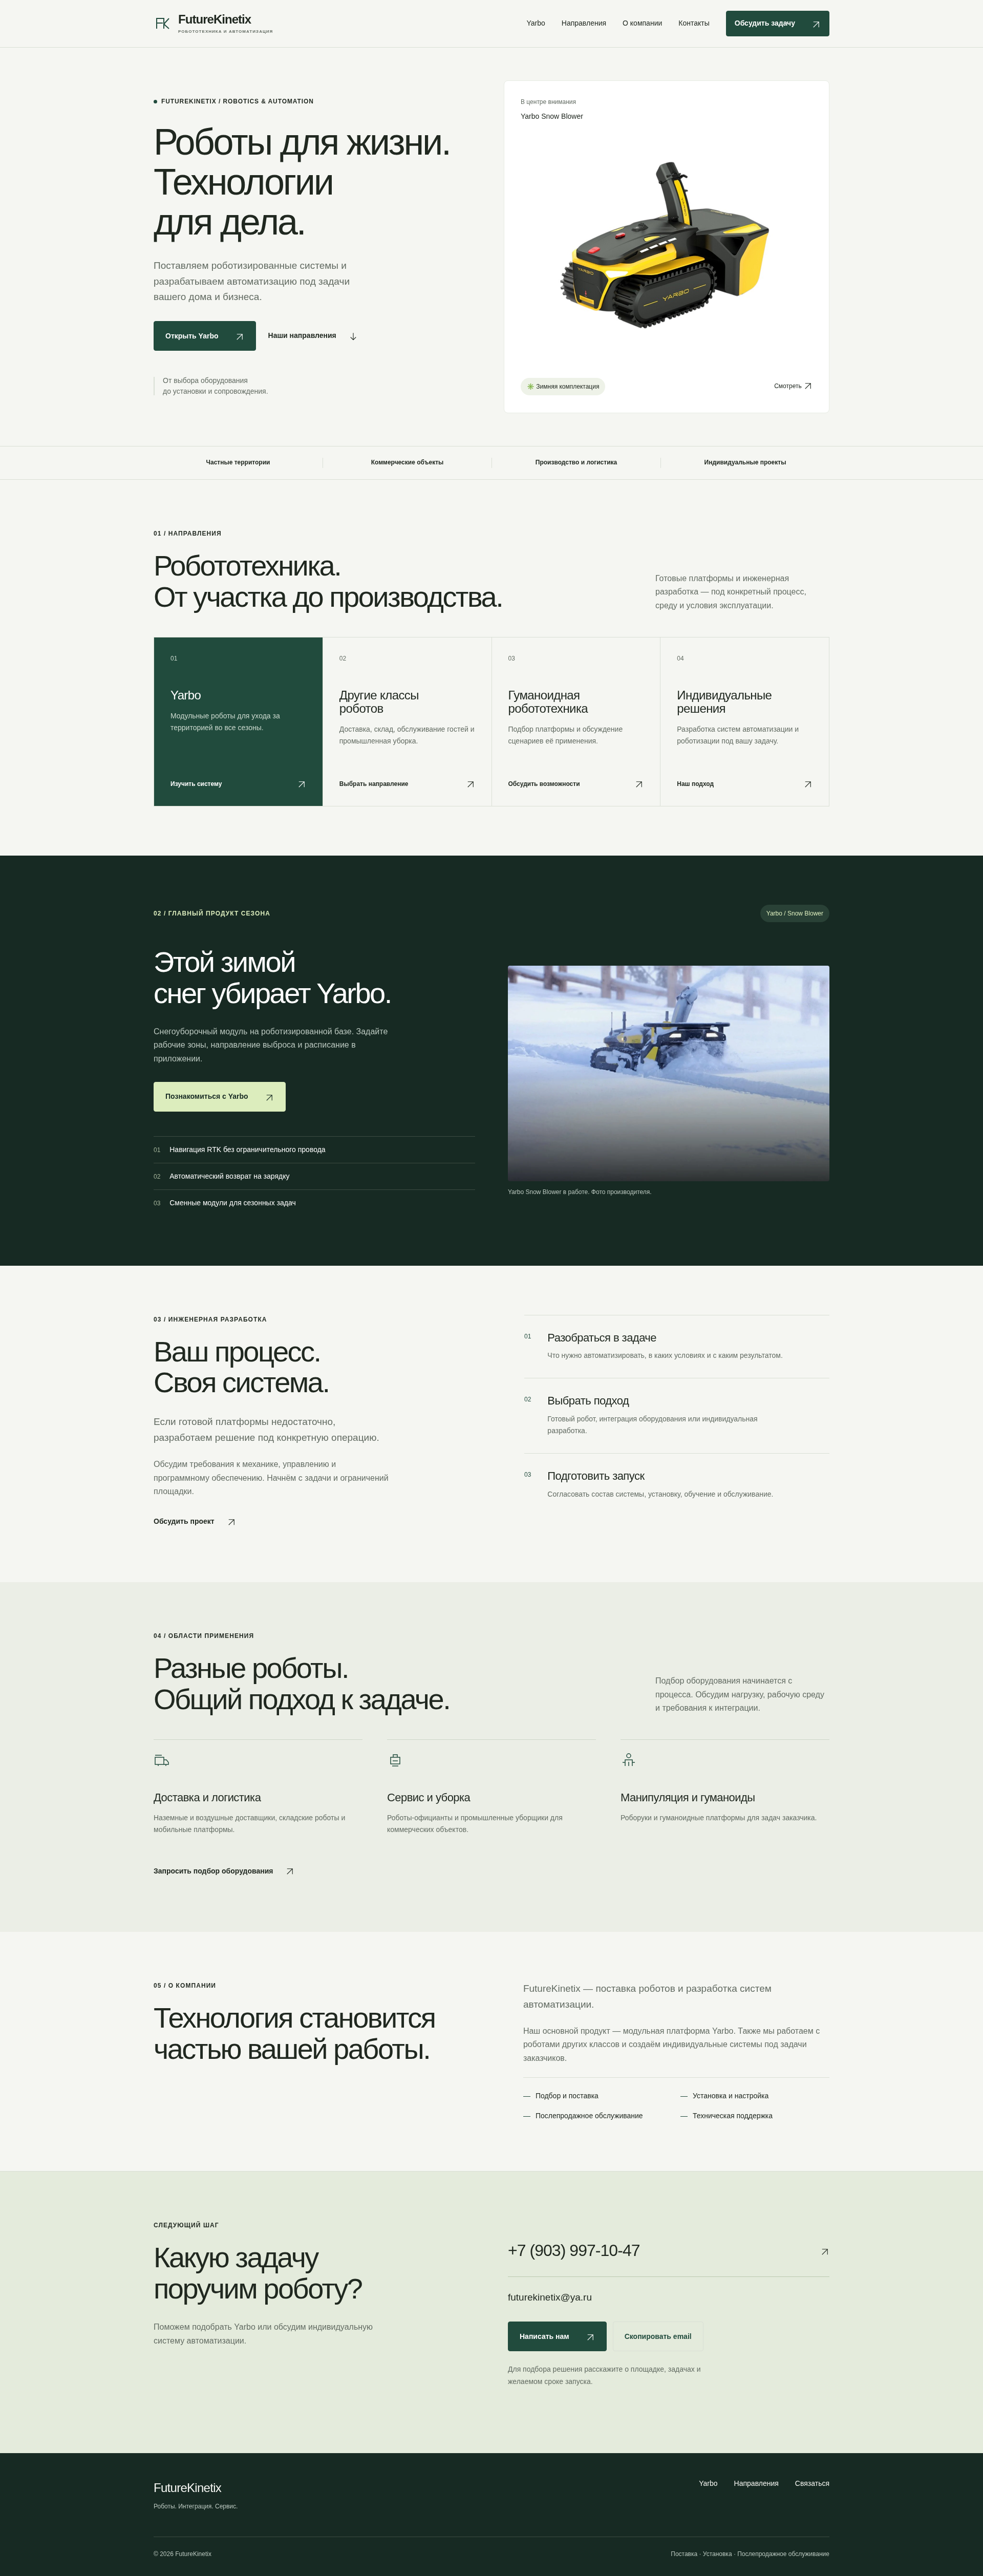 FutureKinetix
РОБОТОТЕХНИКА И АВТОМАТИЗАЦИЯ
Yarbo
Направления
О компании
Контакты
Обсудить задачу
FUTUREKINETIX / ROBOTICS & AUTOMATION
Роботы для жизни.
Технологии
для дела.
Поставляем роботизированные системы и
разрабатываем автоматизацию под задачи
вашего дома и бизнеса.
Открыть Yarbo
Наши направления
От выбора оборудования
до установки и сопровождения.
В центре внимания
Yarbo Snow Blower
YARBO
YARBO
Зимняя комплектация
Смотреть
Частные территории
Коммерческие объекты
Производство и логистика
Индивидуальные проекты
01 / НАПРАВЛЕНИЯ
Робототехника.
От участка до производства.
Готовые платформы и инженерная
разработка — под конкретный процесс,
среду и условия эксплуатации.
01
Yarbo
Модульные роботы для ухода за
территорией во все сезоны.
Изучить систему
02
Другие классы
роботов
Доставка, склад, обслуживание гостей и
промышленная уборка.
Выбрать направление
03
Гуманоидная
робототехника
Подбор платформы и обсуждение
сценариев её применения.
Обсудить возможности
04
Индивидуальные
решения
Разработка систем автоматизации и
роботизации под вашу задачу.
Наш подход
02 / ГЛАВНЫЙ ПРОДУКТ СЕЗОНА
Yarbo / Snow Blower
Этой зимой
снег убирает Yarbo.
Снегоуборочный модуль на роботизированной базе. Задайте
рабочие зоны, направление выброса и расписание в
приложении.
Познакомиться с Yarbo
01 Навигация RTK без ограничительного провода
02 Автоматический возврат на зарядку
03 Сменные модули для сезонных задач
Yarbo Snow Blower в работе. Фото производителя.
03 / ИНЖЕНЕРНАЯ РАЗРАБОТКА
Ваш процесс.
Своя система.
Если готовой платформы недостаточно,
разработаем решение под конкретную операцию.
Обсудим требования к механике, управлению и
программному обеспечению. Начнём с задачи и ограничений
площадки.
Обсудить проект
01
Разобраться в задаче
Что нужно автоматизировать, в каких условиях и с каким результатом.
02
Выбрать подход
Готовый робот, интеграция оборудования или индивидуальная
разработка.
03
Подготовить запуск
Согласовать состав системы, установку, обучение и обслуживание.
04 / ОБЛАСТИ ПРИМЕНЕНИЯ
Разные роботы.
Общий подход к задаче.
Подбор оборудования начинается с
процесса. Обсудим нагрузку, рабочую среду
и требования к интеграции.
Доставка и логистика
Наземные и воздушные доставщики, складские роботы и
мобильные платформы.
Сервис и уборка
Роботы-официанты и промышленные уборщики для
коммерческих объектов.
Манипуляция и гуманоиды
Роборуки и гуманоидные платформы для задач заказчика.
Запросить подбор оборудования
05 / О КОМПАНИИ
Технология становится
частью вашей работы.
FutureKinetix — поставка роботов и разработка систем
автоматизации.
Наш основной продукт — модульная платформа Yarbo. Также мы работаем с
роботами других классов и создаём индивидуальные системы под задачи
заказчиков.
— Подбор и поставка
— Установка и настройка
— Послепродажное обслуживание
— Техническая поддержка
СЛЕДУЮЩИЙ ШАГ
Какую задачу
поручим роботу?
Поможем подобрать Yarbo или обсудим индивидуальную
систему автоматизации.
+7 (903) 997-10-47
futurekinetix@ya.ru
Написать нам
Скопировать email
Для подбора решения расскажите о площадке, задачах и
желаемом сроке запуска.
FutureKinetix
Роботы. Интеграция. Сервис.
Yarbo
Направления
Связаться
© 2026 FutureKinetix
Поставка · Установка · Послепродажное обслуживание